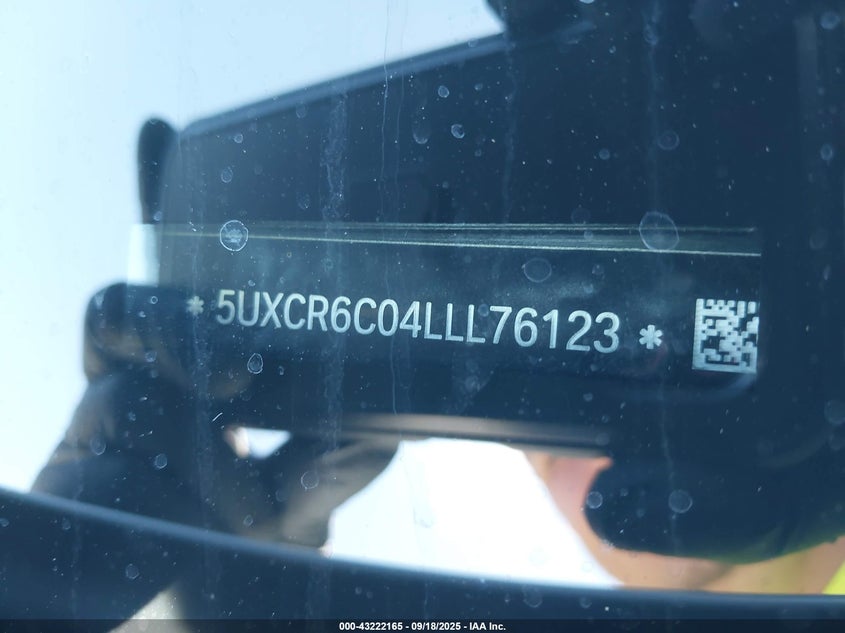 * 5UXCR6C04LLL76123 *
000-43222165 - 09/18/2025 - IAA Inc.